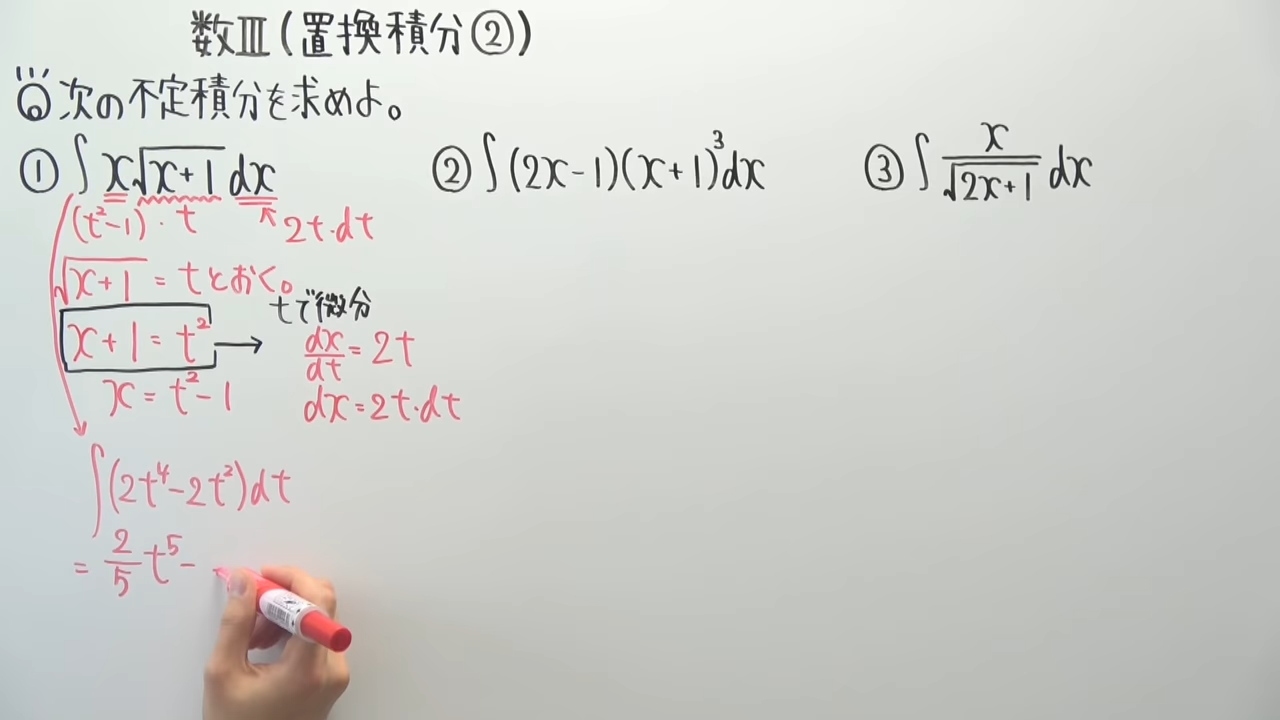 数Ⅲ(置換積分②)
Q 次の不定積分を求めよ。
① ∫x√(x+1) dx
(t²-1)・t 2t・dt
√(x+1) = tとおく。
tで微分
x+1=t² → dx/dt=2t
x=t²-1 dx=2t・dt
∫(2t⁴-2t²)dt
= 2/5 t⁵ -
② ∫(2x-1)(x+1)³dx
③ ∫ x/√(2x+1) dx